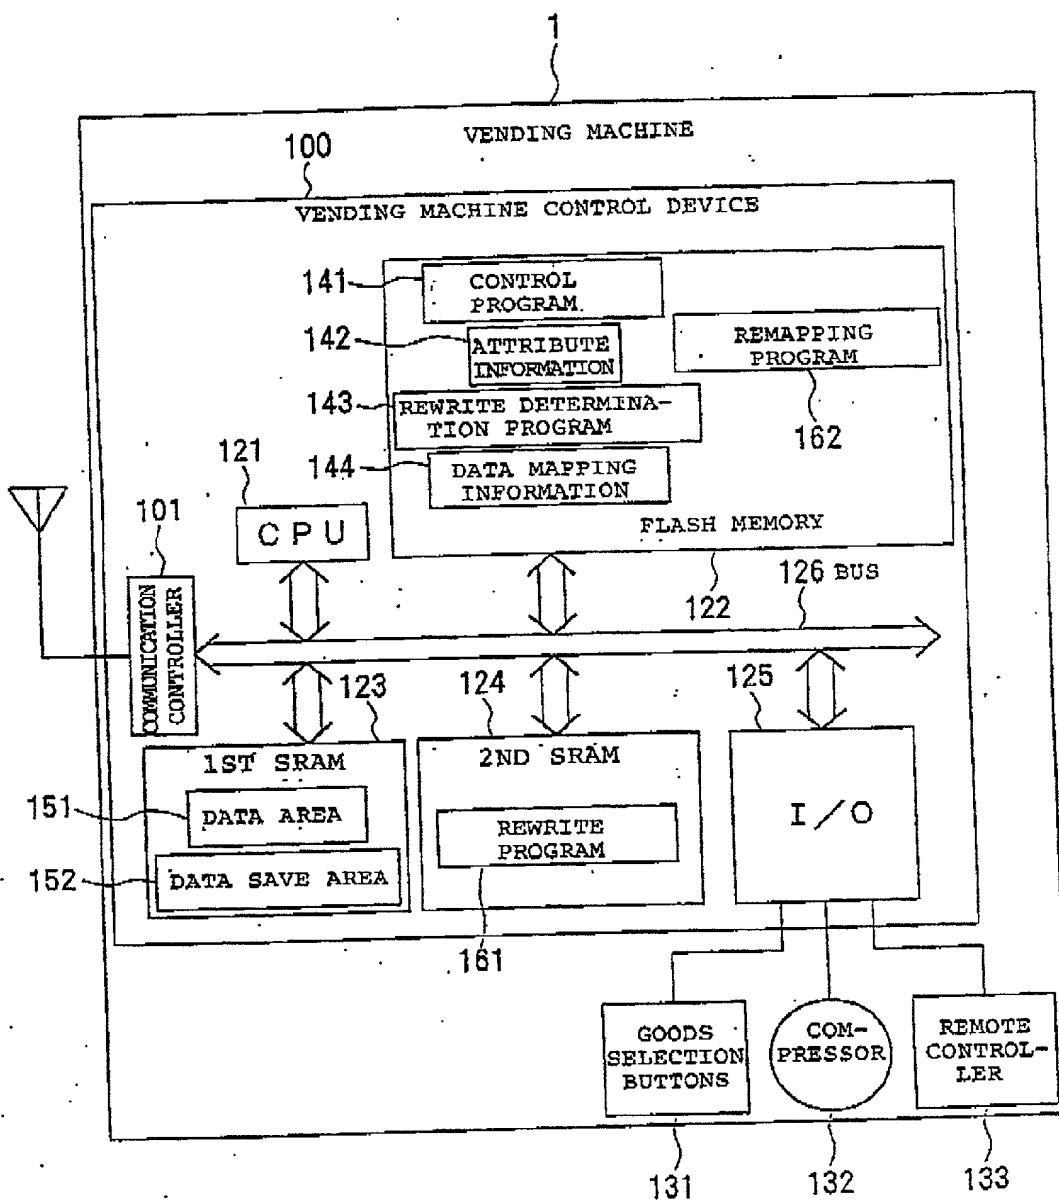 1
VENDING MACHINE
100
VENDING MACHINE CONTROL DEVICE
141
CONTROL
PROGRAM
142
ATTRIBUTE
INFORMATION
REMAPPING
PROGRAM
162
143
REWRITE DETERMINA-
TION PROGRAM
144
DATA MAPPING
INFORMATION
FLASH MEMORY
121
CPU
101
COMMUNICATION
CONTROLLER
122
126 BUS
123
1ST SRAM
151
DATA AREA
152
DATA SAVE AREA
124
2ND SRAM
REWRITE
PROGRAM
161
125
I/O
GOODS
SELECTION
BUTTONS
COM-
PRESSOR
REMOTE
CONTROL-
LER
131
132
133